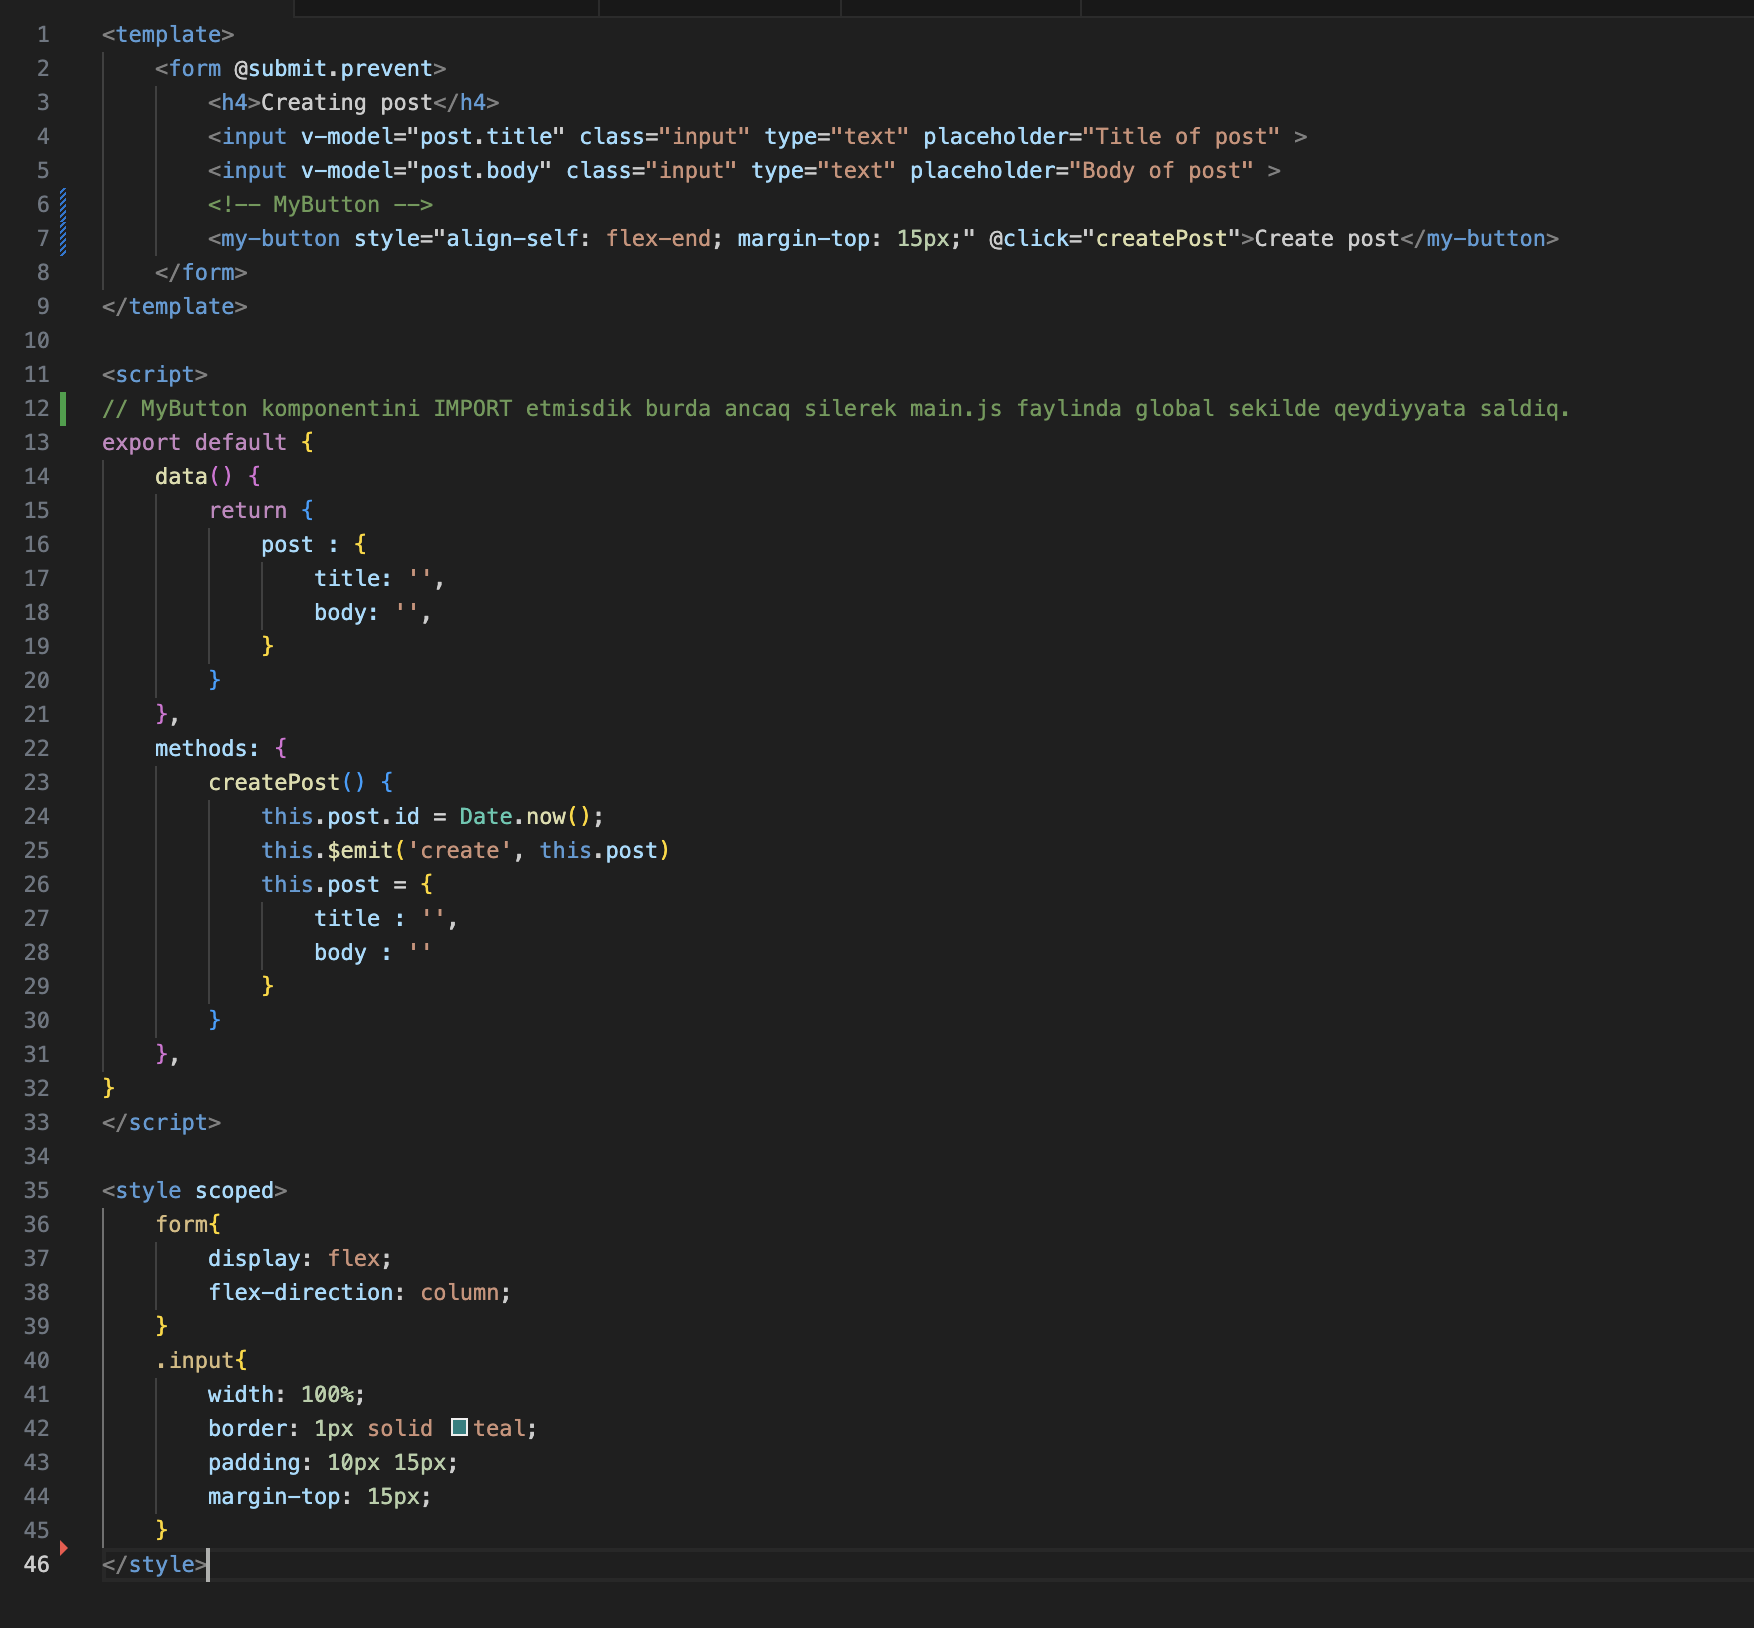 1 <template>
2     <form @submit.prevent>
3         <h4>Creating post</h4>
4         <input v-model="post.title" class="input" type="text" placeholder="Title of post" >
5         <input v-model="post.body" class="input" type="text" placeholder="Body of post" >
6         <!-- MyButton -->
7         <my-button style="align-self: flex-end; margin-top: 15px;" @click="createPost">Create post</my-button>
8     </form>
9 </template>
10
11 <script>
12 // MyButton komponentini IMPORT etmisdik burda ancaq silerek main.js faylinda global sekilde qeydiyyata saldiq.
13 export default {
14     data() {
15         return {
16             post : {
17                 title: '',
18                 body: '',
19             }
20         }
21     },
22     methods: {
23         createPost() {
24             this.post.id = Date.now();
25             this.$emit('create', this.post)
26             this.post = {
27                 title : '',
28                 body : ''
29             }
30         }
31     },
32 }
33 </script>
34
35 <style scoped>
36     form{
37         display: flex;
38         flex-direction: column;
39     }
40     .input{
41         width: 100%;
42         border: 1px solid teal;
43         padding: 10px 15px;
44         margin-top: 15px;
45     }
46 </style>